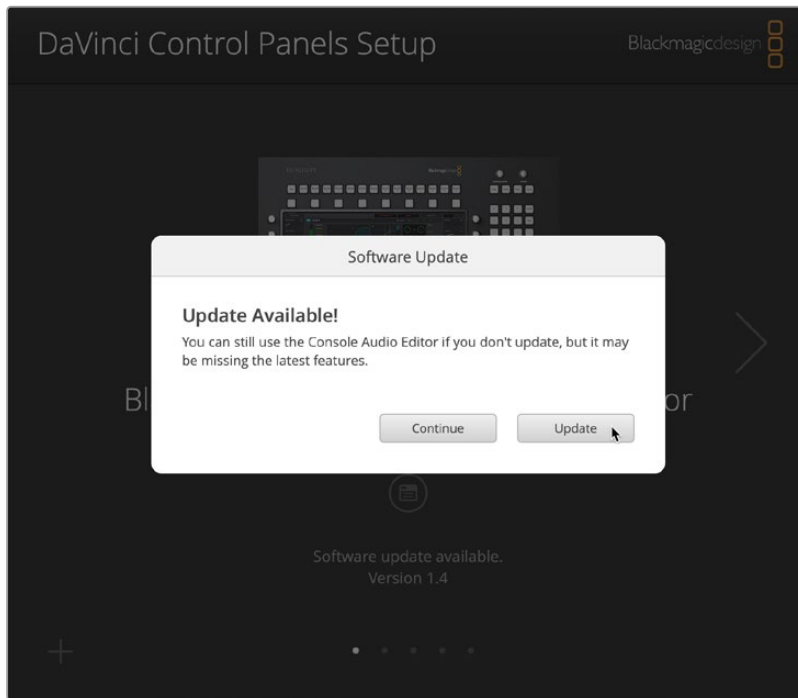 DaVinci Control Panels Setup
Blackmagicdesign
Software Update
Update Available!
You can still use the Console Audio Editor if you don't update, but it may
be missing the latest features.
Continue
Update
Software update available.
Version 1.4